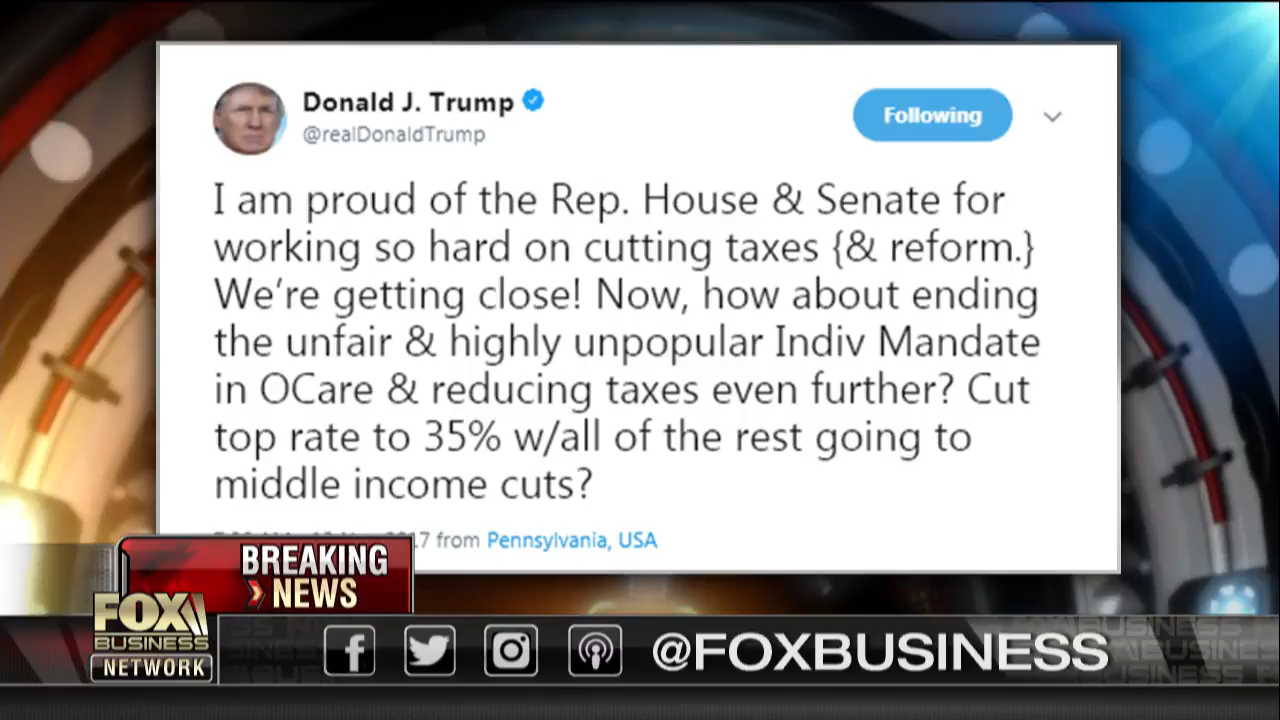 Donald J. Trump
@realDonaldTrump
Following
I am proud of the Rep. House & Senate for
working so hard on cutting taxes {& reform.}
We're getting close! Now, how about ending
the unfair & highly unpopular Indiv Mandate
in OCare & reducing taxes even further? Cut
top rate to 35% w/all of the rest going to
middle income cuts?
from Pennsylvania, USA
BREAKING
NEWS
FOX
BUSINESS
NETWORK
@FOXBUSINESS